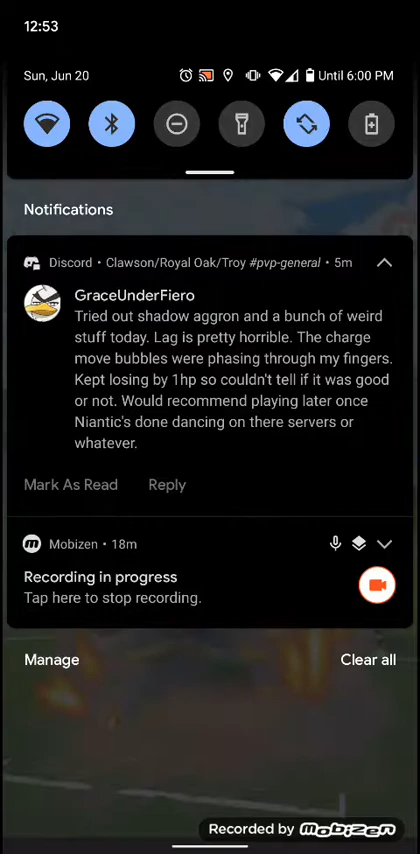 12:53
Sun, Jun 20 Until 6:00 PM
Notifications
Discord • Clawson/Royal Oak/Troy #pvp-general • 5m
GraceUnderFiero
Tried out shadow aggron and a bunch of weird
stuff today. Lag is pretty horrible. The charge
move bubbles were phasing through my fingers.
Kept losing by 1hp so couldn't tell if it was good
or not. Would recommend playing later once
Niantic's done dancing on there servers or
whatever.
Mark As Read Reply
Mobizen • 18m
Recording in progress
Tap here to stop recording.
Manage Clear all
Recorded by mobizen